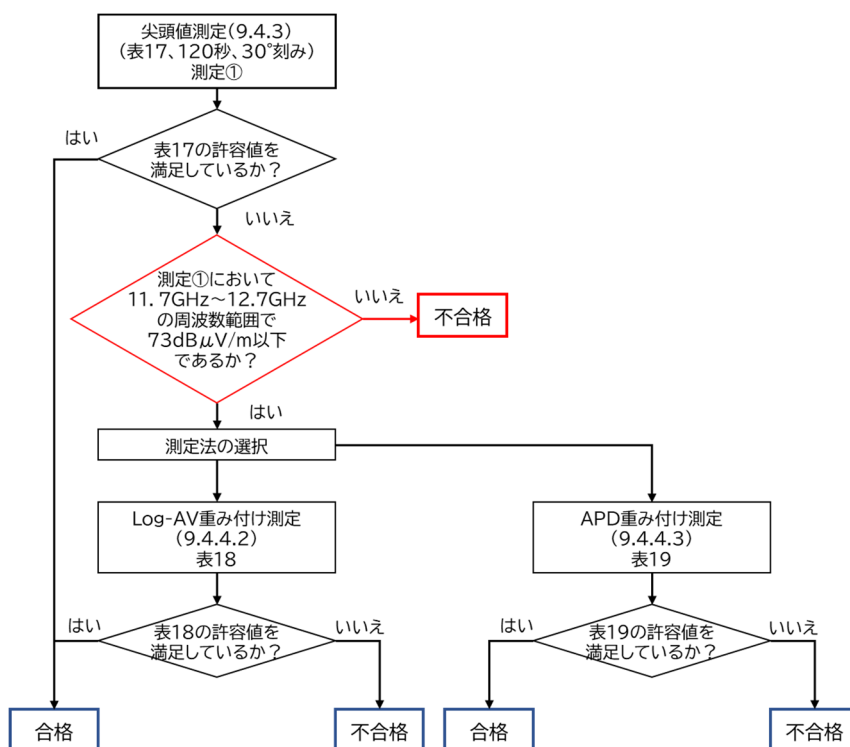 尖頭値測定(9.4.3)
(表17、120秒、30°刻み)
測定①
はい
表17の許容値を
満足しているか?
いいえ
測定①において
11.7GHz~12.7GHz
の周波数範囲で
73dBμV/m以下
であるか?
いいえ
不合格
はい
測定法の選択
Log-AV重み付け測定
(9.4.4.2)
表18
APD重み付け測定
(9.4.4.3)
表19
はい
表18の許容値を
満足しているか?
いいえ
はい
表19の許容値を
満足しているか?
いいえ
合格
不合格
合格
不合格